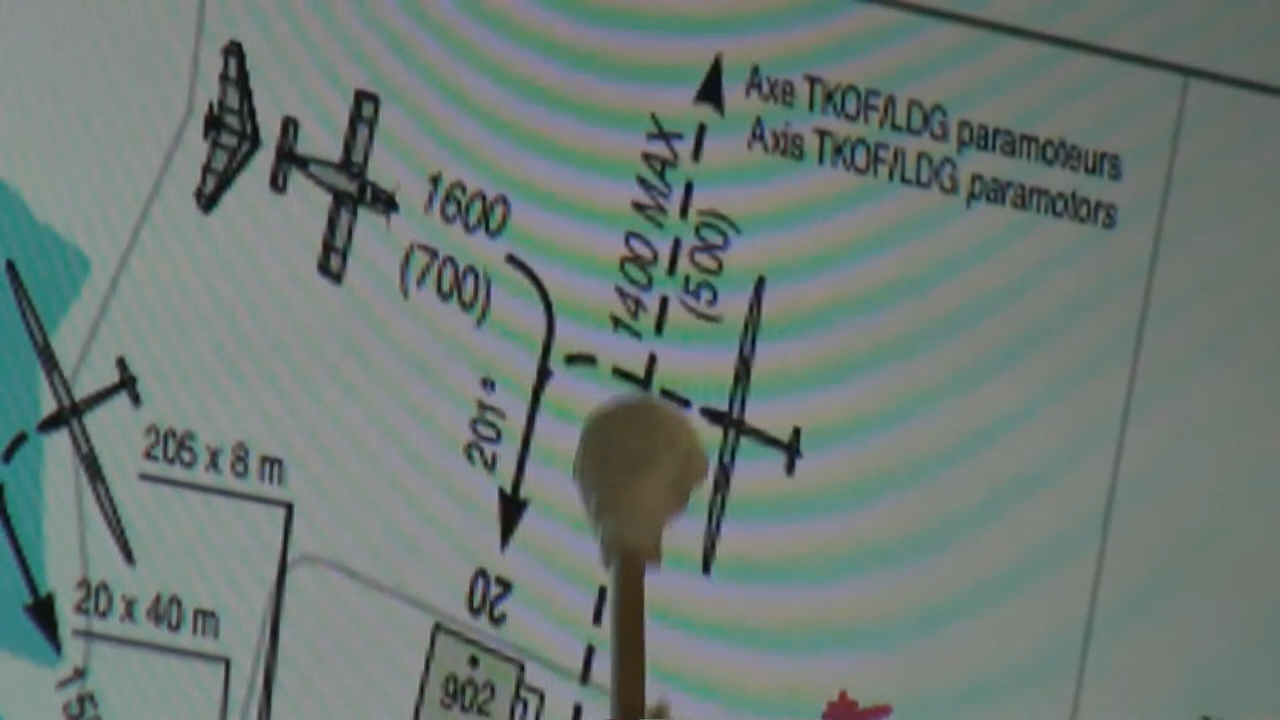 Axe TKOF/LDG paramoteurs
Axis TKOF/LDG paramotors
1600
(700)
1400 MAX
(500)
201°
205 x 8 m
20 x 40 m
20
902